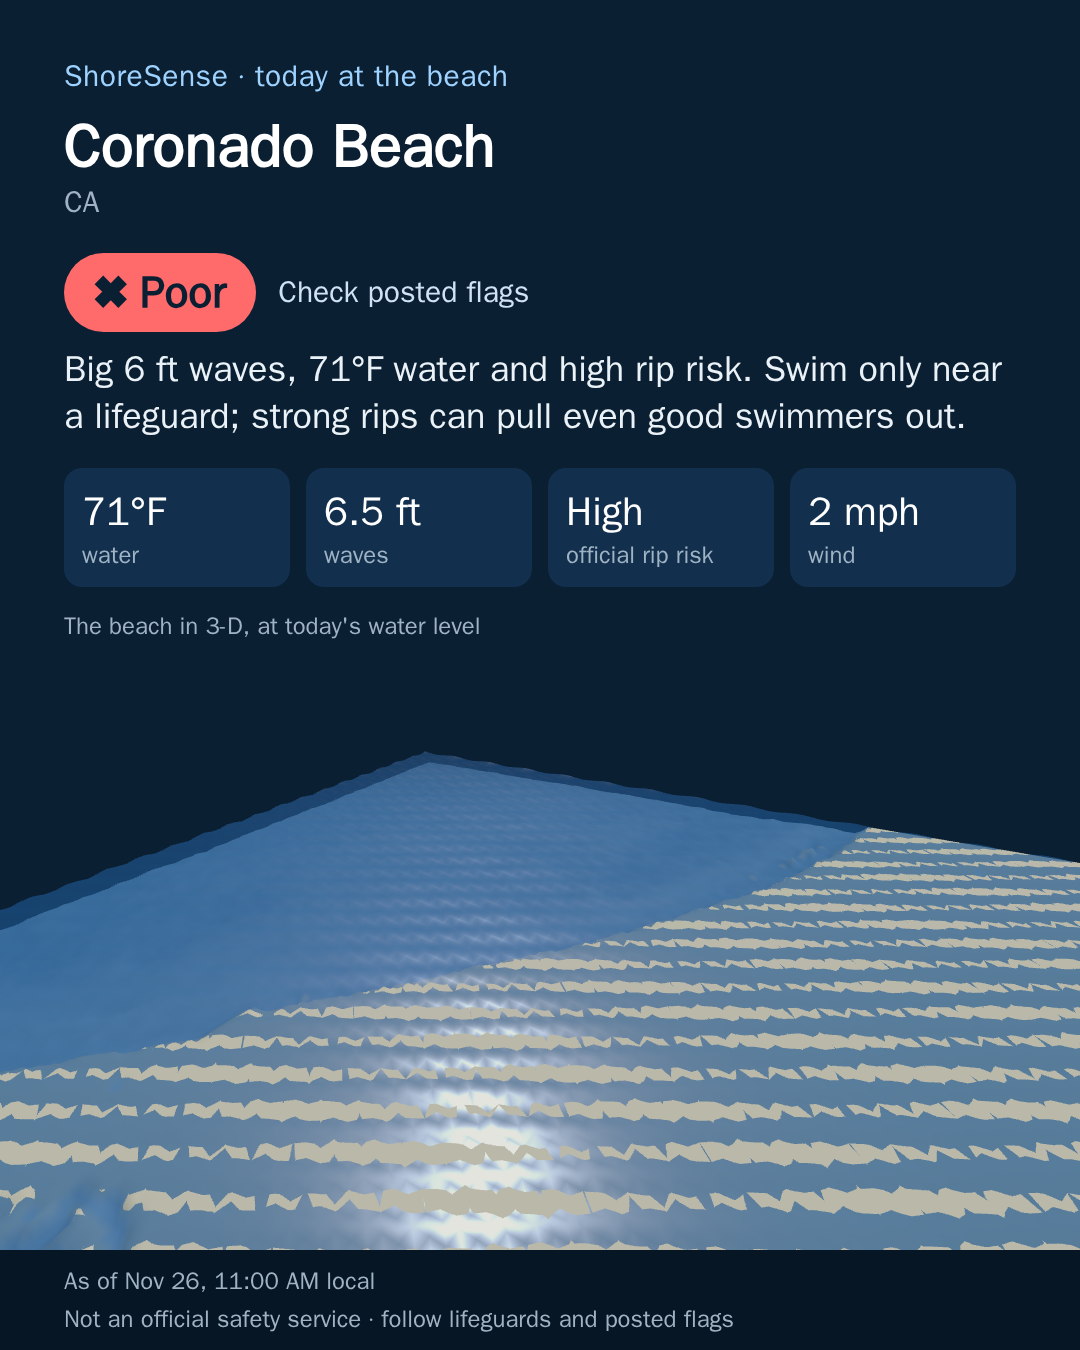 ShoreSense · today at the beach
Coronado Beach
CA
✖ Poor
Check posted flags
Big 6 ft waves, 71°F water and high rip risk. Swim only near
a lifeguard; strong rips can pull even good swimmers out.
71°F
water
6.5 ft
waves
High
official rip risk
2 mph
wind
The beach in 3-D, at today's water level
As of Nov 26, 11:00 AM local
Not an official safety service · follow lifeguards and posted flags